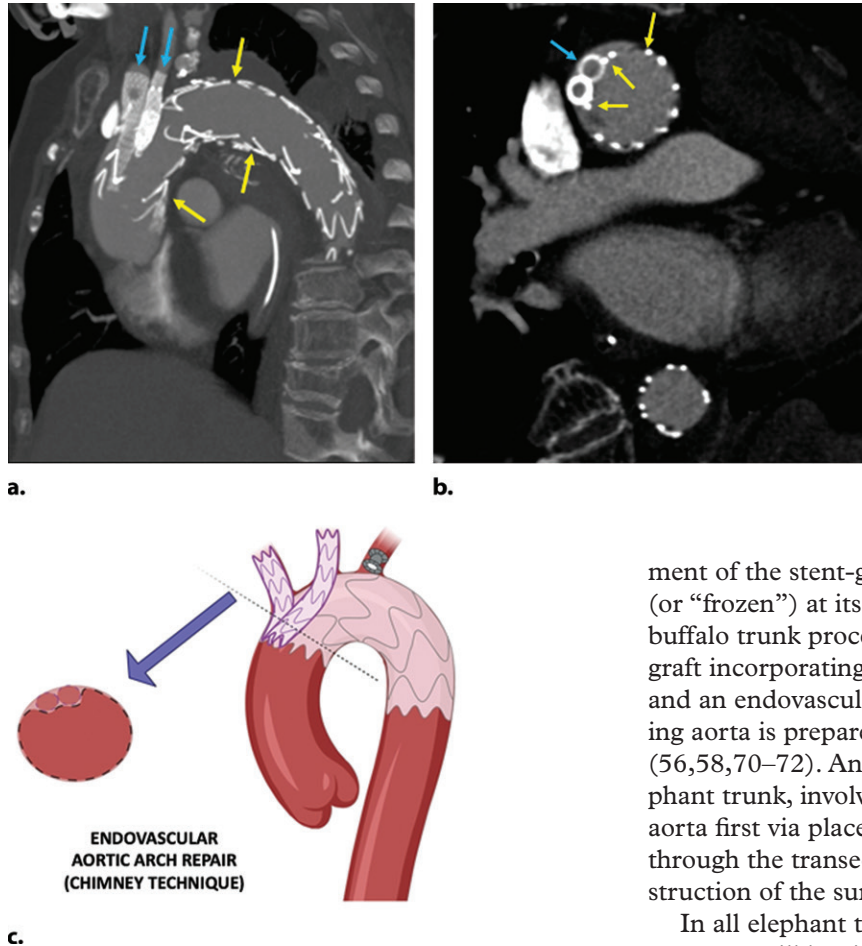 a.
b.
ENDOVASCULAR
AORTIC ARCH REPAIR
(CHIMNEY TECHNIQUE)
c.
ment of the stent-g
(or “frozen”) at its
buffalo trunk proce
graft incorporating
and an endovascul
ing aorta is prepare
(56,58,70–72). An
phant trunk, involv
aorta first via place
through the transe
struction of the sur
In all elephant t